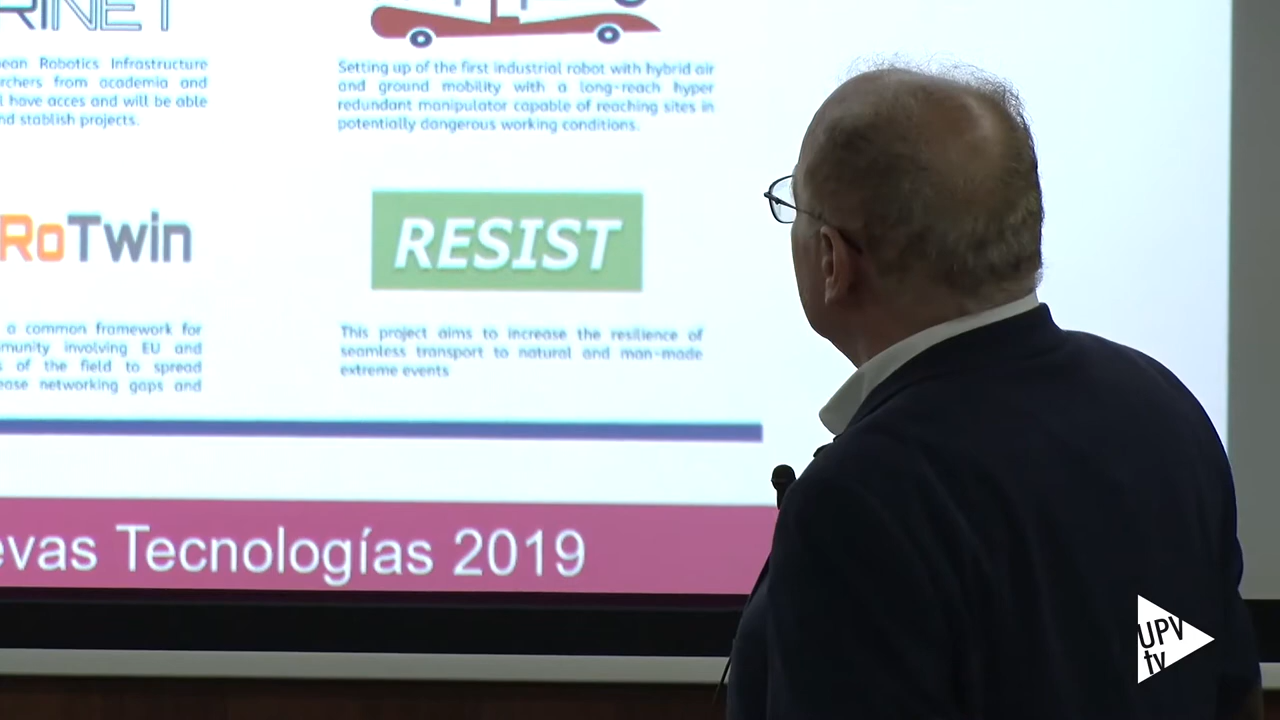 RINET
ean Robotics Infrastructure
rchers from academia and
l have acces and will be able
nd stablish projects.
Setting up of the first industrial robot with hybrid air
and ground mobility with a long-reach hyper
redundant manipulator capable of reaching sites in
potentially dangerous working conditions.
RoTwin
RESIST
a common framework for
munity involving EU and
s of the field to spread
ease networking gaps and
This project aims to increase the resilience of
seamless transport to natural and man-made
extreme events
evas Tecnologías 2019
UPV
tv